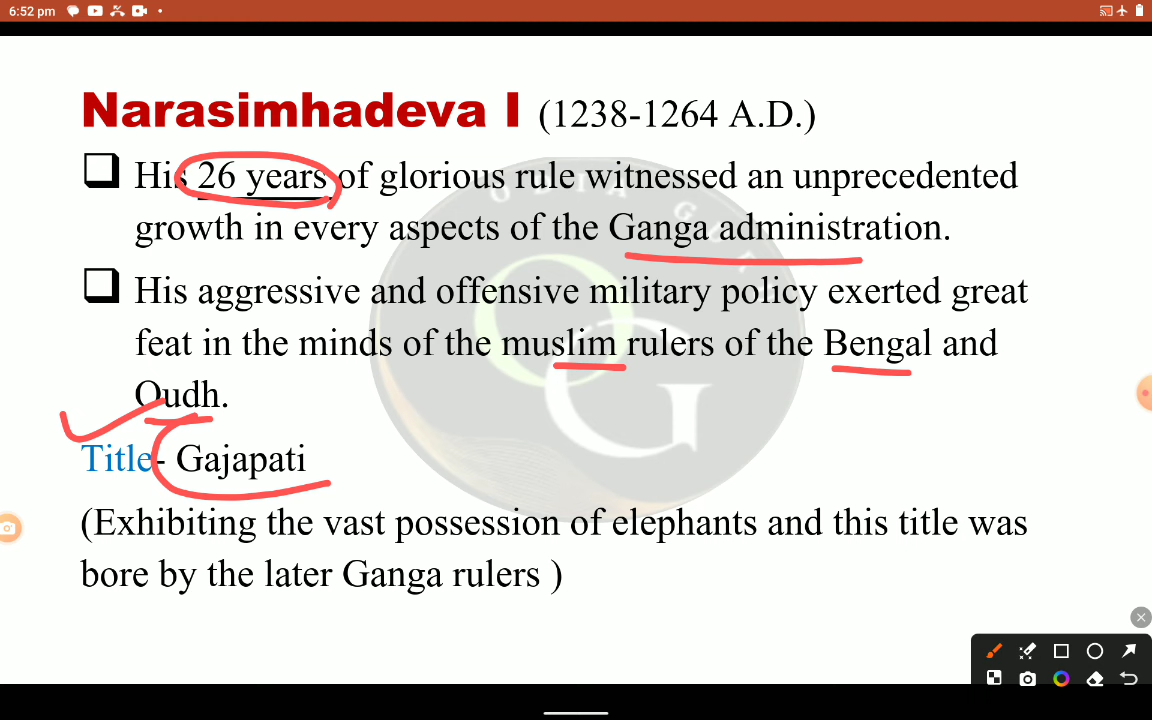 6:52 pm
Narasimhadeva I (1238-1264 A.D.)
His 26 years of glorious rule witnessed an unprecedented
growth in every aspects of the Ganga administration.
His aggressive and offensive military policy exerted great
feat in the minds of the muslim rulers of the Bengal and
Oudh.
Title- Gajapati
(Exhibiting the vast possession of elephants and this title was
bore by the later Ganga rulers )
OG